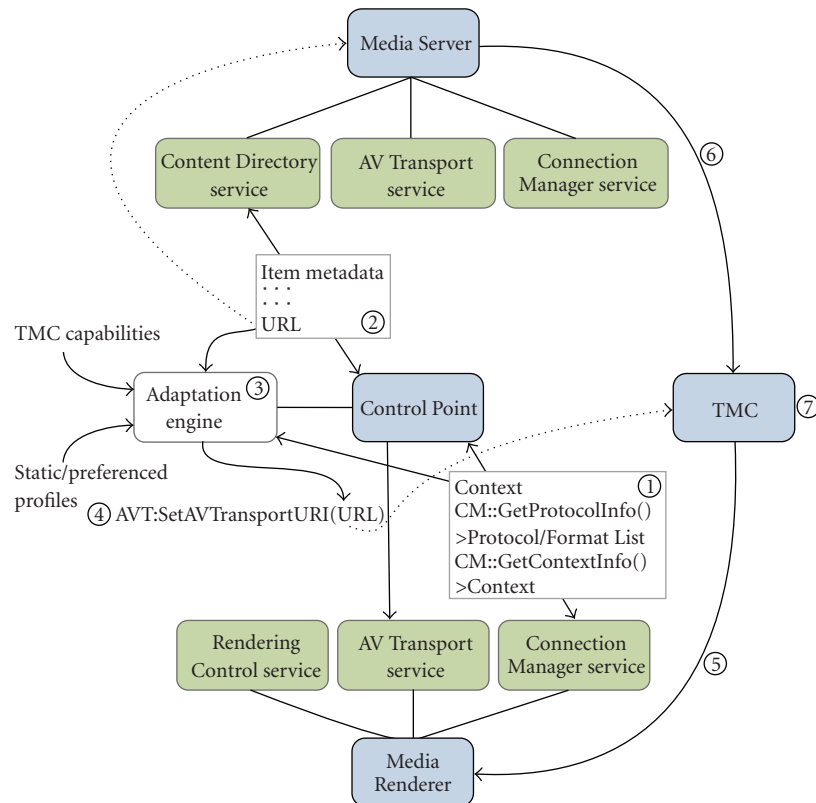 Media Server
⑥
Content Directory
service
AV Transport
service
Connection
Manager service
Item metadata
. . .
. . .
URL
②
TMC capabilities
Adaptation
engine
③
Control Point
TMC
⑦
Static/preferenced
profiles
④ AVT:SetAVTransportURI(URL)
Context
①
CM::GetProtocolInfo()
>Protocol/Format List
CM::GetContextInfo()
>Context
Rendering
Control service
AV Transport
service
Connection
Manager service
⑤
Media
Renderer